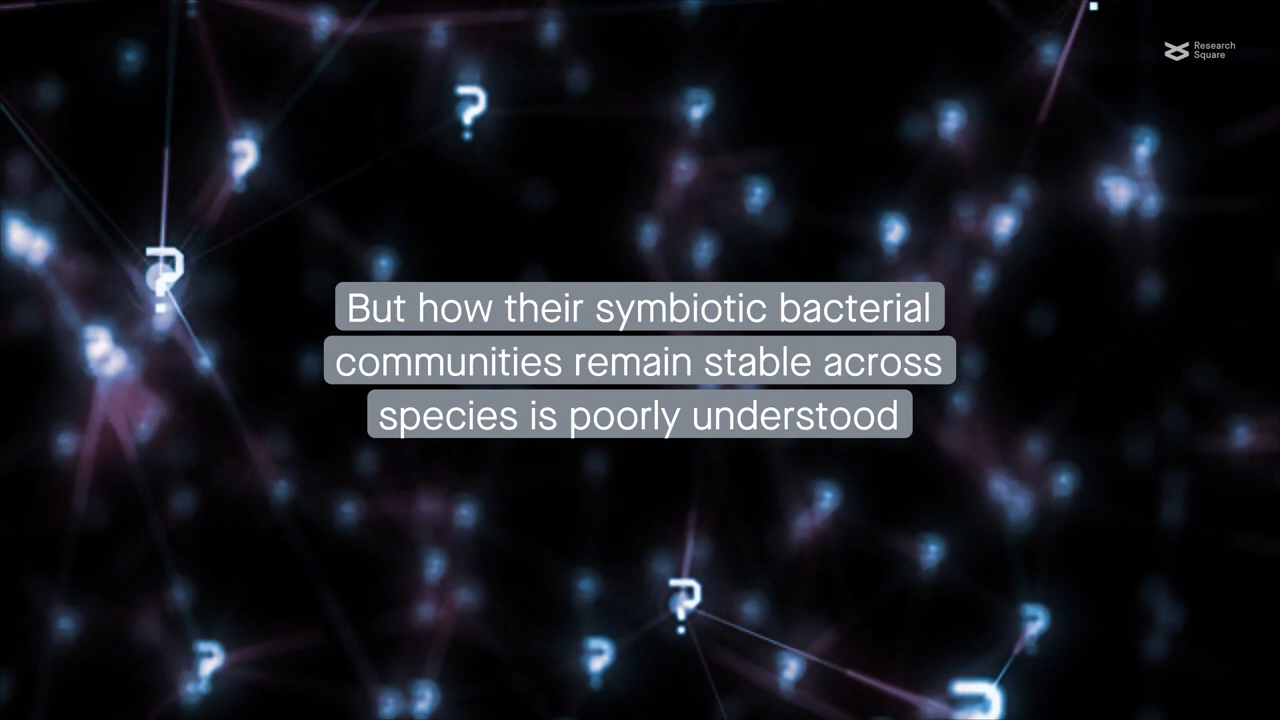 Research
Square
But how their symbiotic bacterial
communities remain stable across
species is poorly understood